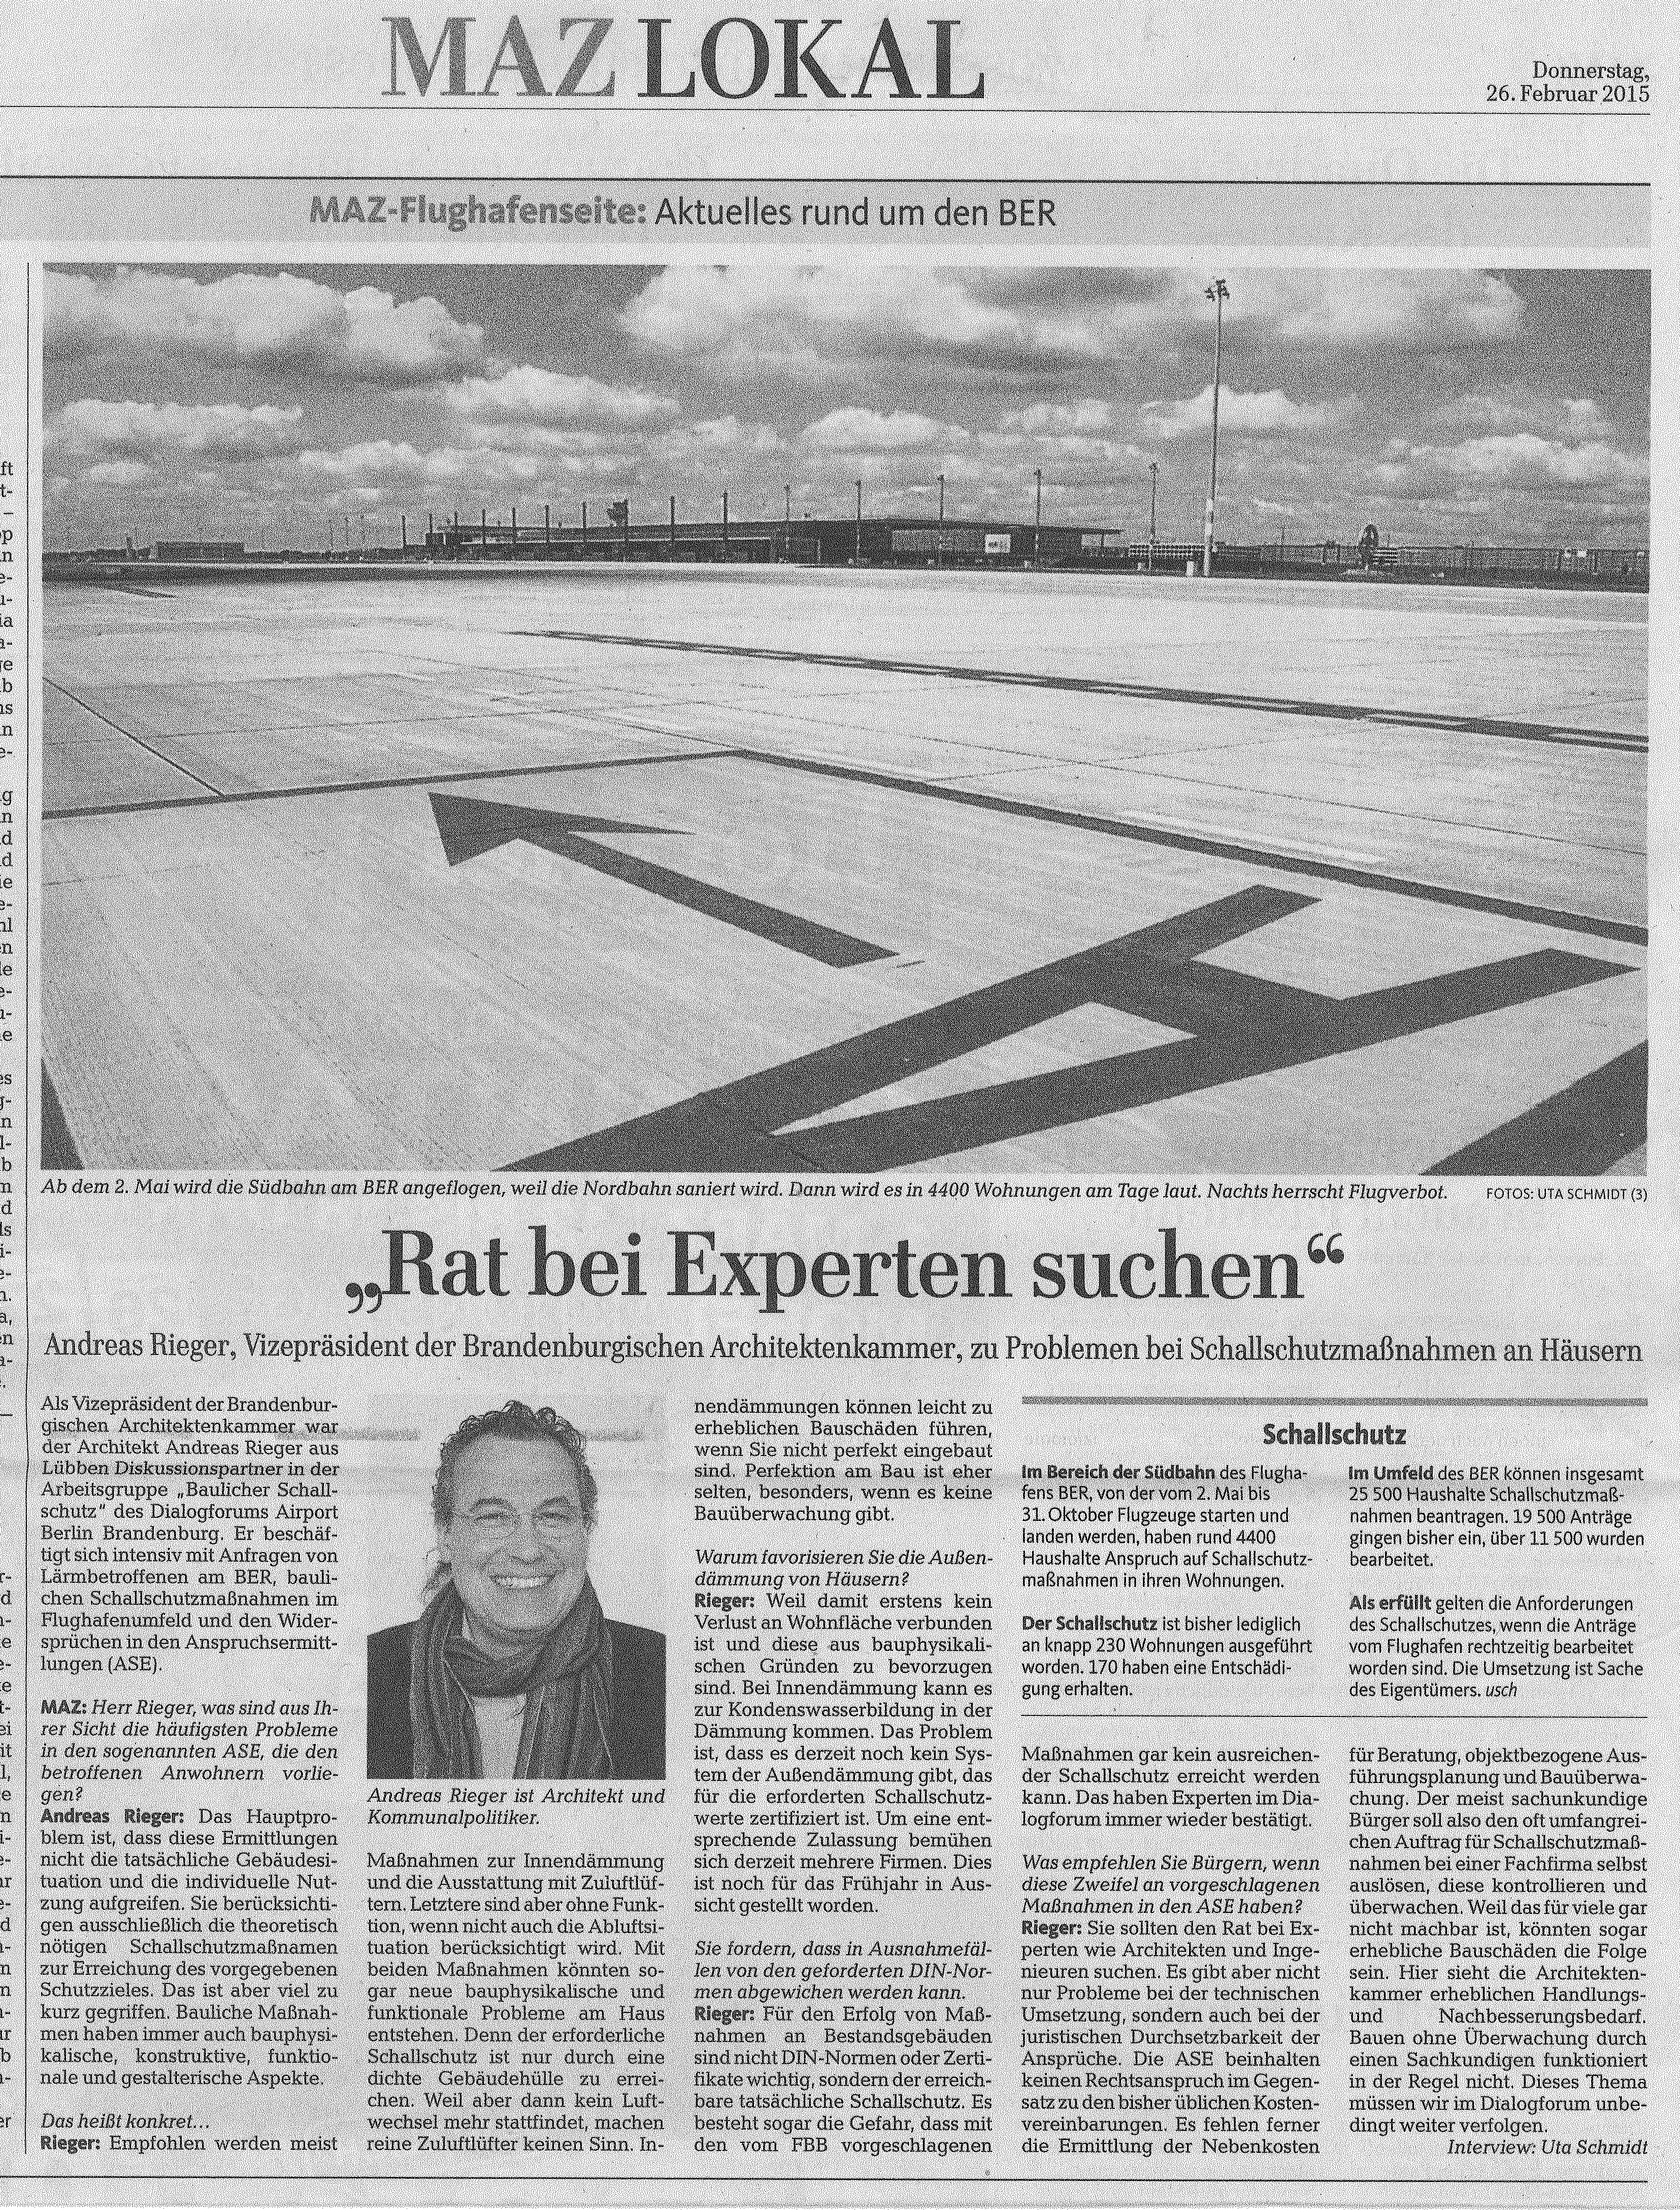 MAZ LOKAL
Donnerstag,
26. Februar 2015
MAZ-Flughafenseite: Aktuelles rund um den BER
Ab dem 2. Mai wird die Südbahn am BER angeflogen, weil die Nordbahn saniert wird. Dann wird es in 4400 Wohnungen am Tage laut. Nachts herrscht Flugverbot.
FOTOS: UTA SCHMIDT (3)
„Rat bei Experten suchen“
Andreas Rieger, Vizepräsident der Brandenburgischen Architektenkammer, zu Problemen bei Schallschutzmaßnahmen an Häusern
Als Vizepräsident der Brandenbur-
gischen Architektenkammer war
der Architekt Andreas Rieger aus
Lübben Diskussionspartner in der
Arbeitsgruppe „Baulicher Schall-
schutz“ des Dialogforums Airport
Berlin Brandenburg. Er beschäf-
tigt sich intensiv mit Anfragen von
Lärmbetroffenen am BER, bauli-
chen Schallschutzmaßnahmen im
Flughafenumfeld und den Wider-
sprüchen in den Anspruchsermitt-
lungen (ASE).
MAZ: Herr Rieger, was sind aus Ih-
rer Sicht die häufigsten Probleme
in den sogenannten ASE, die den
betroffenen Anwohnern vorlie-
gen?
Andreas Rieger: Das Hauptpro-
blem ist, dass diese Ermittlungen
nicht die tatsächliche Gebäudesi-
tuation und die individuelle Nut-
zung aufgreifen. Sie berücksichti-
gen ausschließlich die theoretisch
nötigen Schallschutzmaßnamen
zur Erreichung des vorgegebenen
Schutzzieles. Das ist aber viel zu
kurz gegriffen. Bauliche Maßnah-
men haben immer auch bauphysi-
kalische, konstruktive, funktio-
nale und gestalterische Aspekte.
Das heißt konkret...
Rieger: Empfohlen werden meist
Andreas Rieger ist Architekt und
Kommunalpolitiker.
Maßnahmen zur Innendämmung
und die Ausstattung mit Zuluftlüf-
tern. Letztere sind aber ohne Funk-
tion, wenn nicht auch die Abluftsi-
tuation berücksichtigt wird. Mit
beiden Maßnahmen könnten so-
gar neue bauphysikalische und
funktionale Probleme am Haus
entstehen. Denn der erforderliche
Schallschutz ist nur durch eine
dichte Gebäudehülle zu errei-
chen. Weil aber dann kein Luft-
wechsel mehr stattfindet, machen
reine Zuluftlüfter keinen Sinn. In-
nendämmungen können leicht zu
erheblichen Bauschäden führen,
wenn Sie nicht perfekt eingebaut
sind. Perfektion am Bau ist eher
selten, besonders, wenn es keine
Bauüberwachung gibt.
Warum favorisieren Sie die Außen-
dämmung von Häusern?
Rieger: Weil damit erstens kein
Verlust an Wohnfläche verbunden
ist und diese aus bauphysikali-
schen Gründen zu bevorzugen
sind. Bei Innendämmung kann es
zur Kondenswasserbildung in der
Dämmung kommen. Das Problem
ist, dass es derzeit noch kein Sys-
tem der Außendämmung gibt, das
für die erforderten Schallschutz-
werte zertifiziert ist. Um eine ent-
sprechende Zulassung bemühen
sich derzeit mehrere Firmen. Dies
ist noch für das Frühjahr in Aus-
sicht gestellt worden.
Sie fordern, dass in Ausnahmefäl-
len von den geforderten DIN-Nor-
men abgewichen werden kann.
Rieger: Für den Erfolg von Maß-
nahmen an Bestandsgebäuden
sind nicht DIN-Normen oder Zerti-
fikate wichtig, sondern der erreich-
bare tatsächliche Schallschutz. Es
besteht sogar die Gefahr, dass mit
den vom FBB vorgeschlagenen
Schallschutz
Im Bereich der Südbahn des Flugha-
fens BER, von der vom 2. Mai bis
31. Oktober Flugzeuge starten und
landen werden, haben rund 4400
Haushalte Anspruch auf Schallschutz-
maßnahmen in ihren Wohnungen.
Der Schallschutz ist bisher lediglich
an knapp 230 Wohnungen ausgeführt
worden. 170 haben eine Entschädi-
gung erhalten.
Im Umfeld des BER können insgesamt
25 500 Haushalte Schallschutzmaß-
nahmen beantragen. 19 500 Anträge
gingen bisher ein, über 11 500 wurden
bearbeitet.
Als erfüllt gelten die Anforderungen
des Schallschutzes, wenn die Anträge
vom Flughafen rechtzeitig bearbeitet
worden sind. Die Umsetzung ist Sache
des Eigentümers. usch
Maßnahmen gar kein ausreichen-
der Schallschutz erreicht werden
kann. Das haben Experten im Dia-
logforum immer wieder bestätigt.
Was empfehlen Sie Bürgern, wenn
diese Zweifel an vorgeschlagenen
Maßnahmen in den ASE haben?
Rieger: Sie sollten den Rat bei Ex-
perten wie Architekten und Inge-
nieuren suchen. Es gibt aber nicht
nur Probleme bei der technischen
Umsetzung, sondern auch bei der
juristischen Durchsetzbarkeit der
Ansprüche. Die ASE beinhalten
keinen Rechtsanspruch im Gegen-
satz zu den bisher üblichen Kosten-
vereinbarungen. Es fehlen ferner
die Ermittlung der Nebenkosten
für Beratung, objektbezogene Aus-
führungsplanung und Bauüberwa-
chung. Der meist sachunkundige
Bürger soll also den oft umfangrei-
chen Auftrag für Schallschutzmaß-
nahmen bei einer Fachfirma selbst
auslösen, diese kontrollieren und
überwachen. Weil das für viele gar
nicht machbar ist, könnten sogar
erhebliche Bauschäden die Folge
sein. Hier sieht die Architekten-
kammer erheblichen Handlungs-
und Nachbesserungsbedarf.
Bauen ohne Überwachung durch
einen Sachkundigen funktioniert
in der Regel nicht. Dieses Thema
müssen wir im Dialogforum unbe-
dingt weiter verfolgen.
Interview: Uta Schmidt